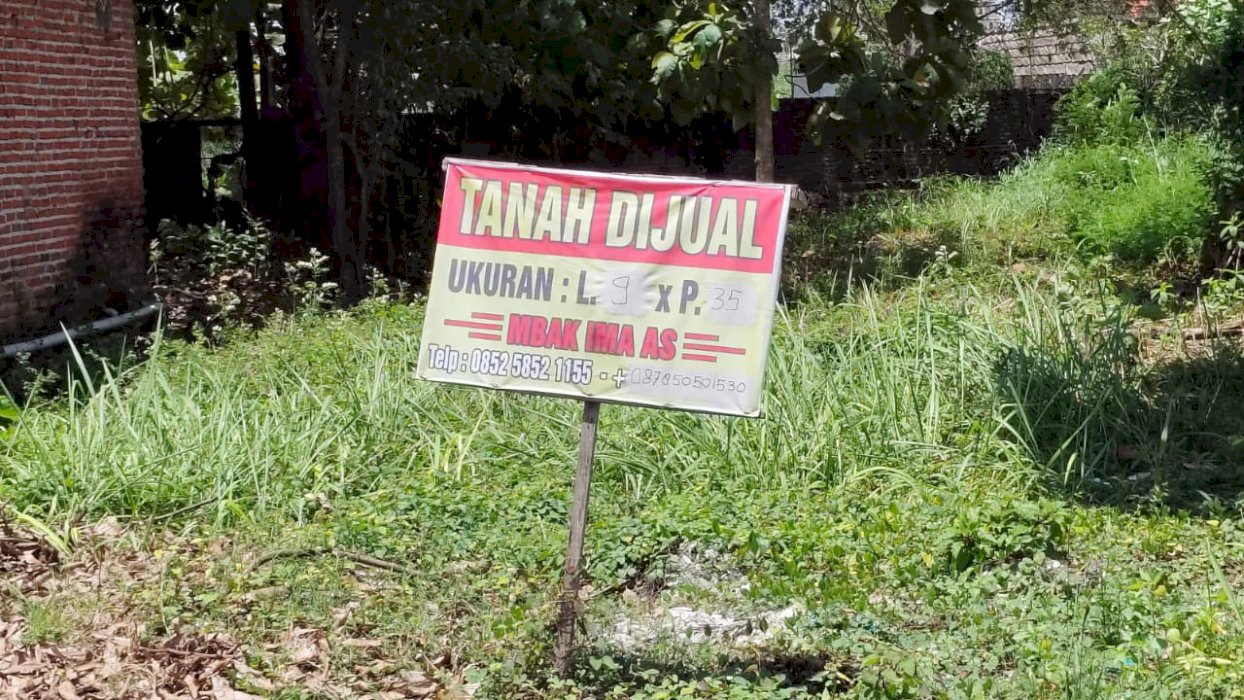 TANAH DIJUAL
UKURAN : L. 9 x P. 35
MBAK IMA AS
Telp : 0852 5852 1155 - + 087850501530